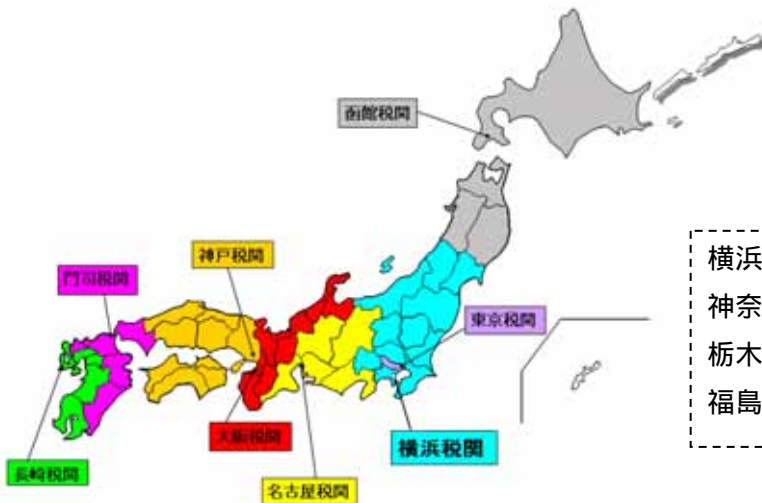 函館税関
神戸税関
門司税関
東京税関
大阪税関
横浜税関
長崎税関
名古屋税関
横浜
神奈
栃木
福島